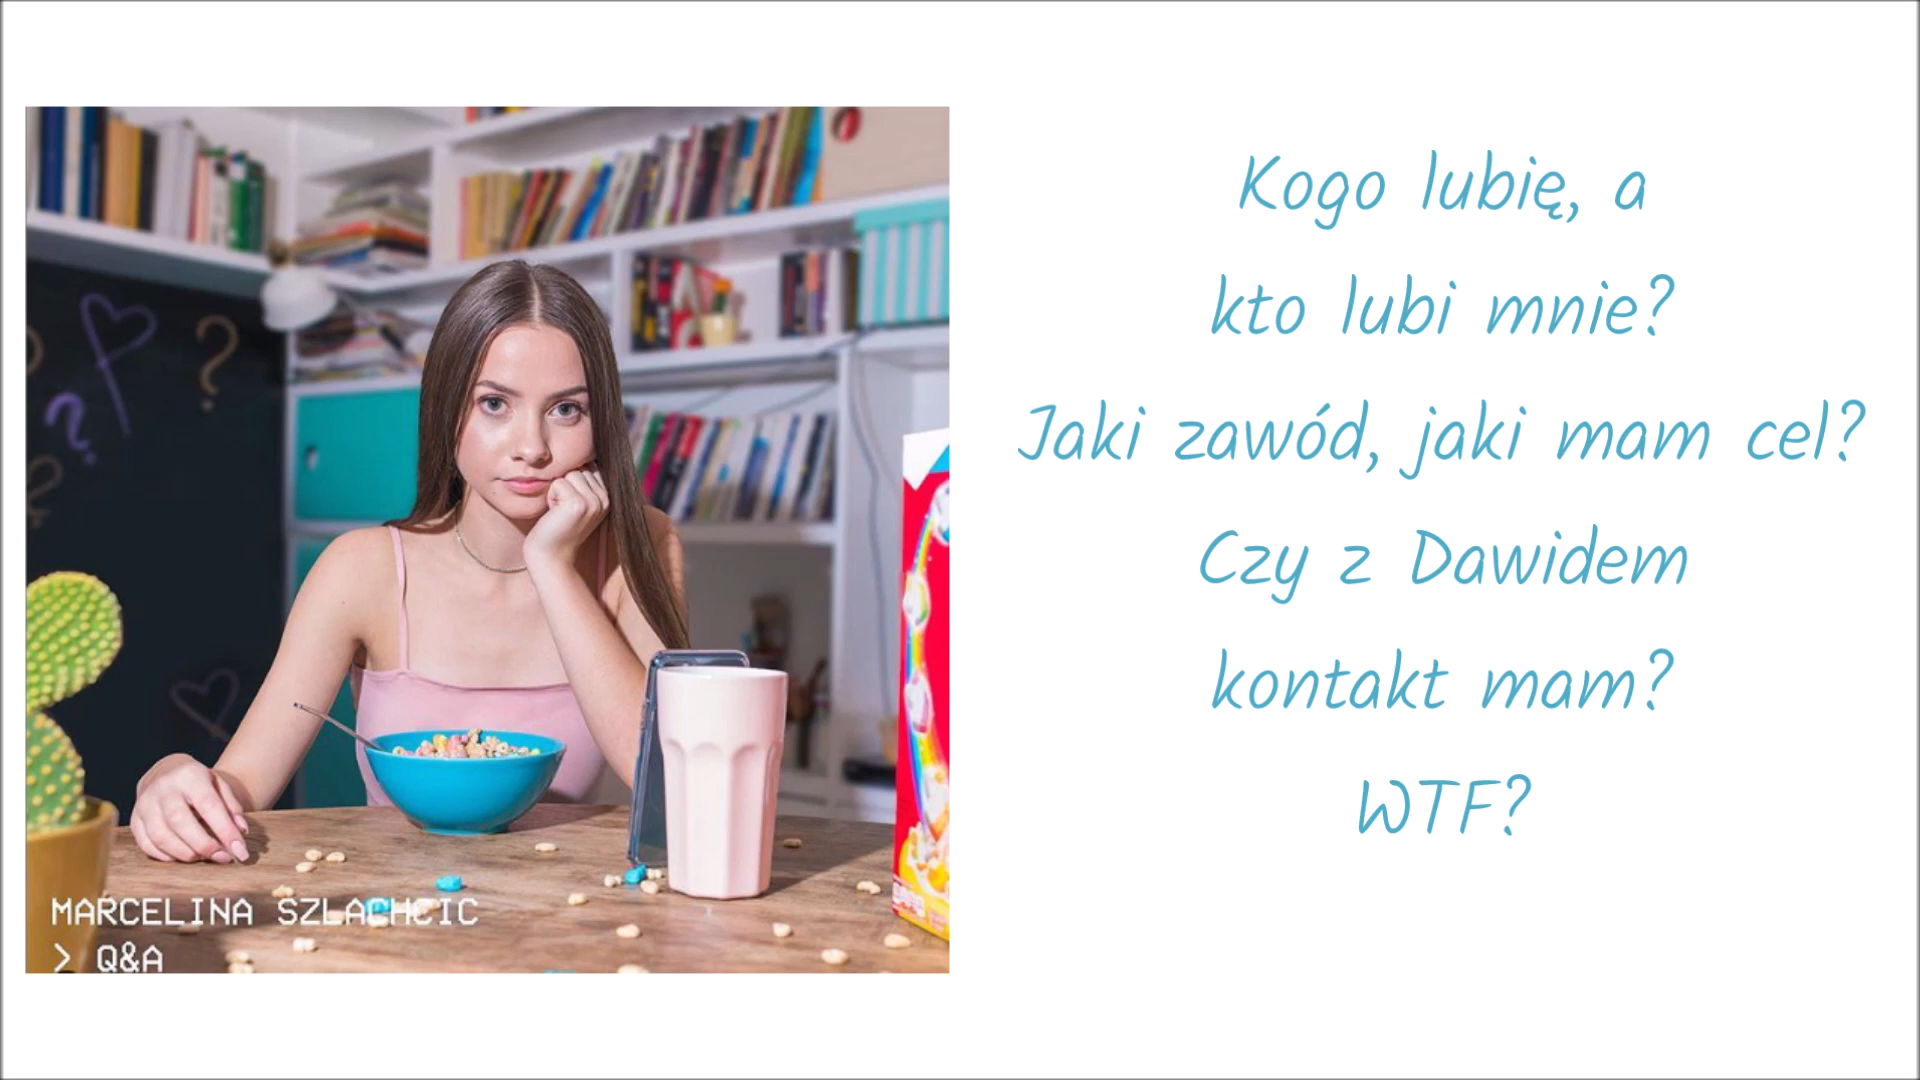 Kogo lubię, a
kto lubi mnie?
Jaki zawód, jaki mam cel?
Czy z Dawidem
kontakt mam?
WTF?
MARCELINA SZLACHCIC
> Q&A